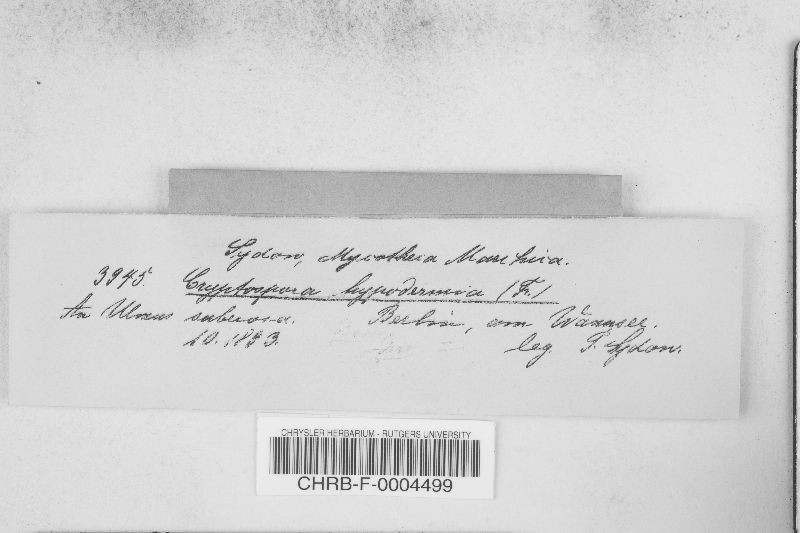 Sydow, Mycotheca Marchica.
3945. Cryptospora hypodermia (Fr.)
An Ulmus suberosa. Berlin, am Wannsee.
10. 1893. leg. P. Sydow.
CHRYSLER HERBARIUM - RUTGERS UNIVERSITY
CHRB-F-0004499